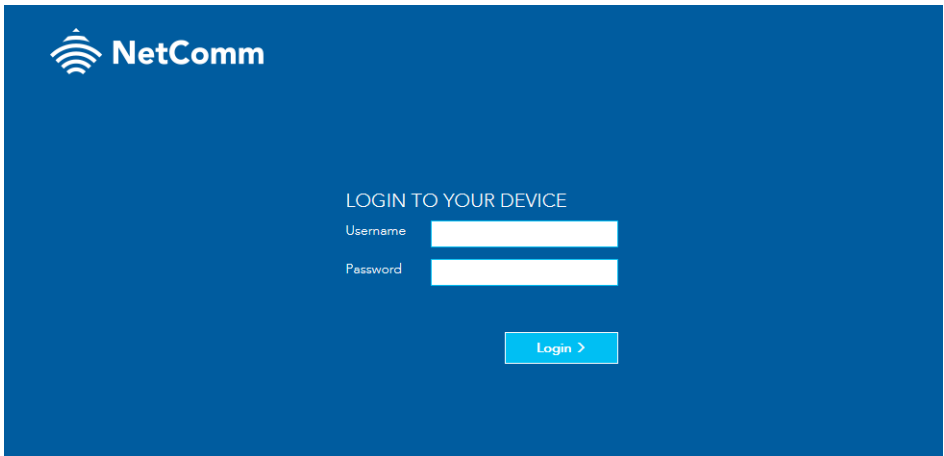 NetComm
LOGIN TO YOUR DEVICE
Username
Password
Login >